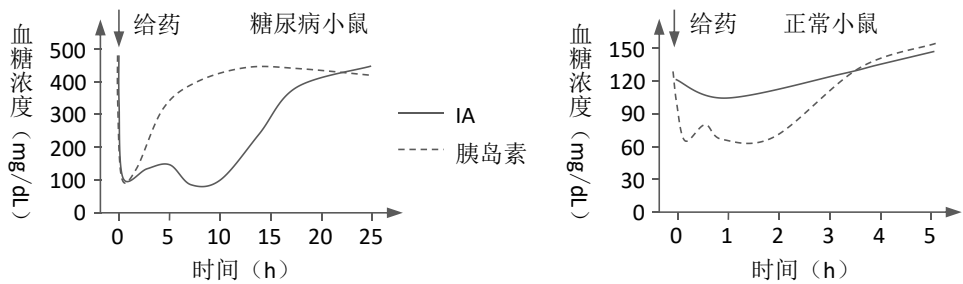 给药
糖尿病小鼠
血糖浓度（mg/dL）
500
400
300
200
100
0
0 5 10 15 20 25
时间（h）
IA
胰岛素
给药
正常小鼠
血糖浓度（mg/dL）
150
120
90
60
30
0
0 1 2 3 4 5
时间（h）